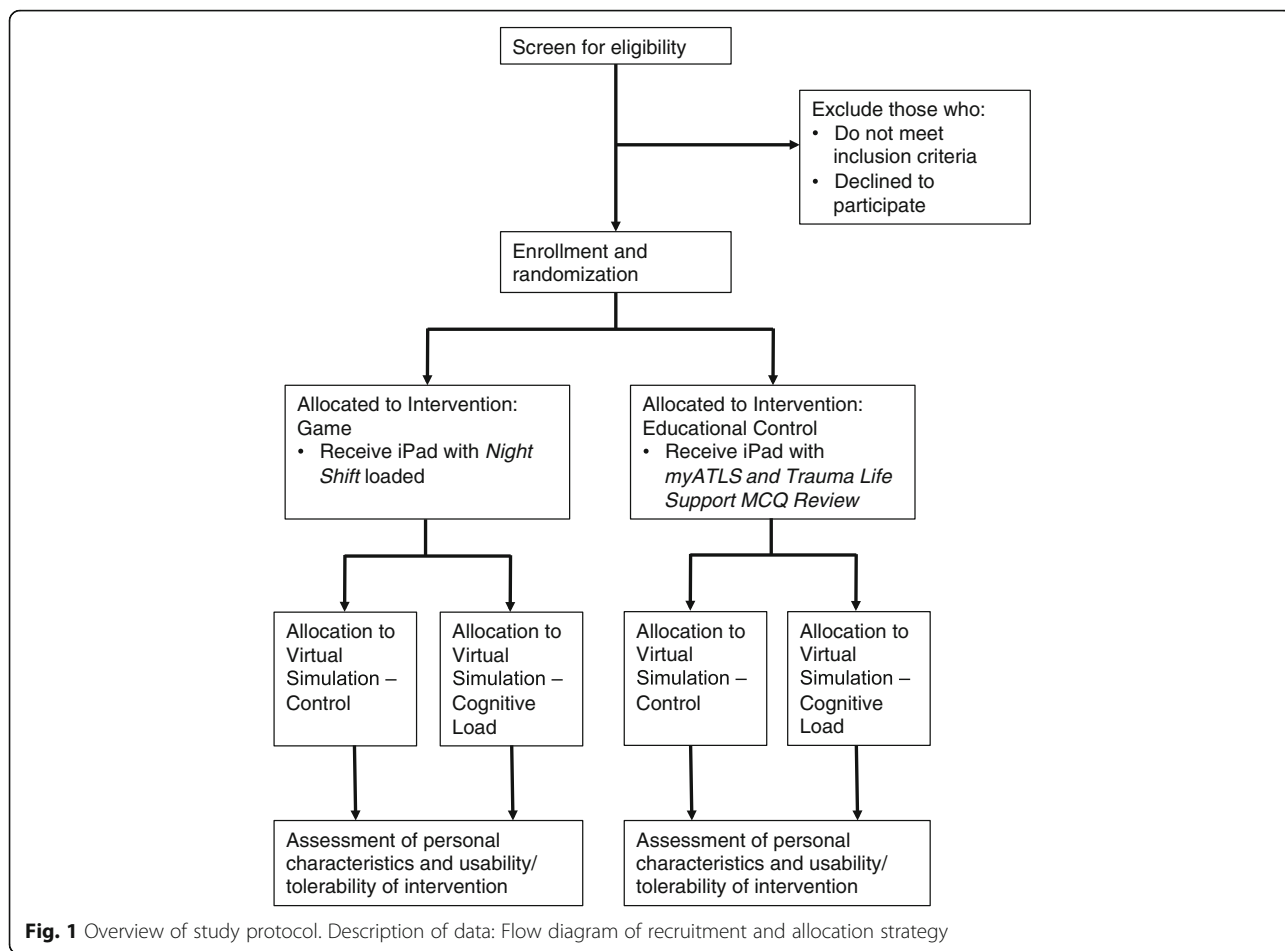 Screen for eligibility
Exclude those who:
• Do not meet
inclusion criteria
• Declined to
participate
Enrollment and
randomization
Allocated to Intervention:
Game
• Receive iPad with Night
Shift loaded
Allocated to Intervention:
Educational Control
• Receive iPad with
myATLS and Trauma Life
Support MCQ Review
Allocation to
Virtual
Simulation –
Control
Allocation to
Virtual
Simulation –
Cognitive
Load
Allocation to
Virtual
Simulation –
Control
Allocation to
Virtual
Simulation –
Cognitive
Load
Assessment of personal
characteristics and usability/
tolerability of intervention
Assessment of personal
characteristics and usability/
tolerability of intervention
Fig. 1 Overview of study protocol. Description of data: Flow diagram of recruitment and allocation strategy